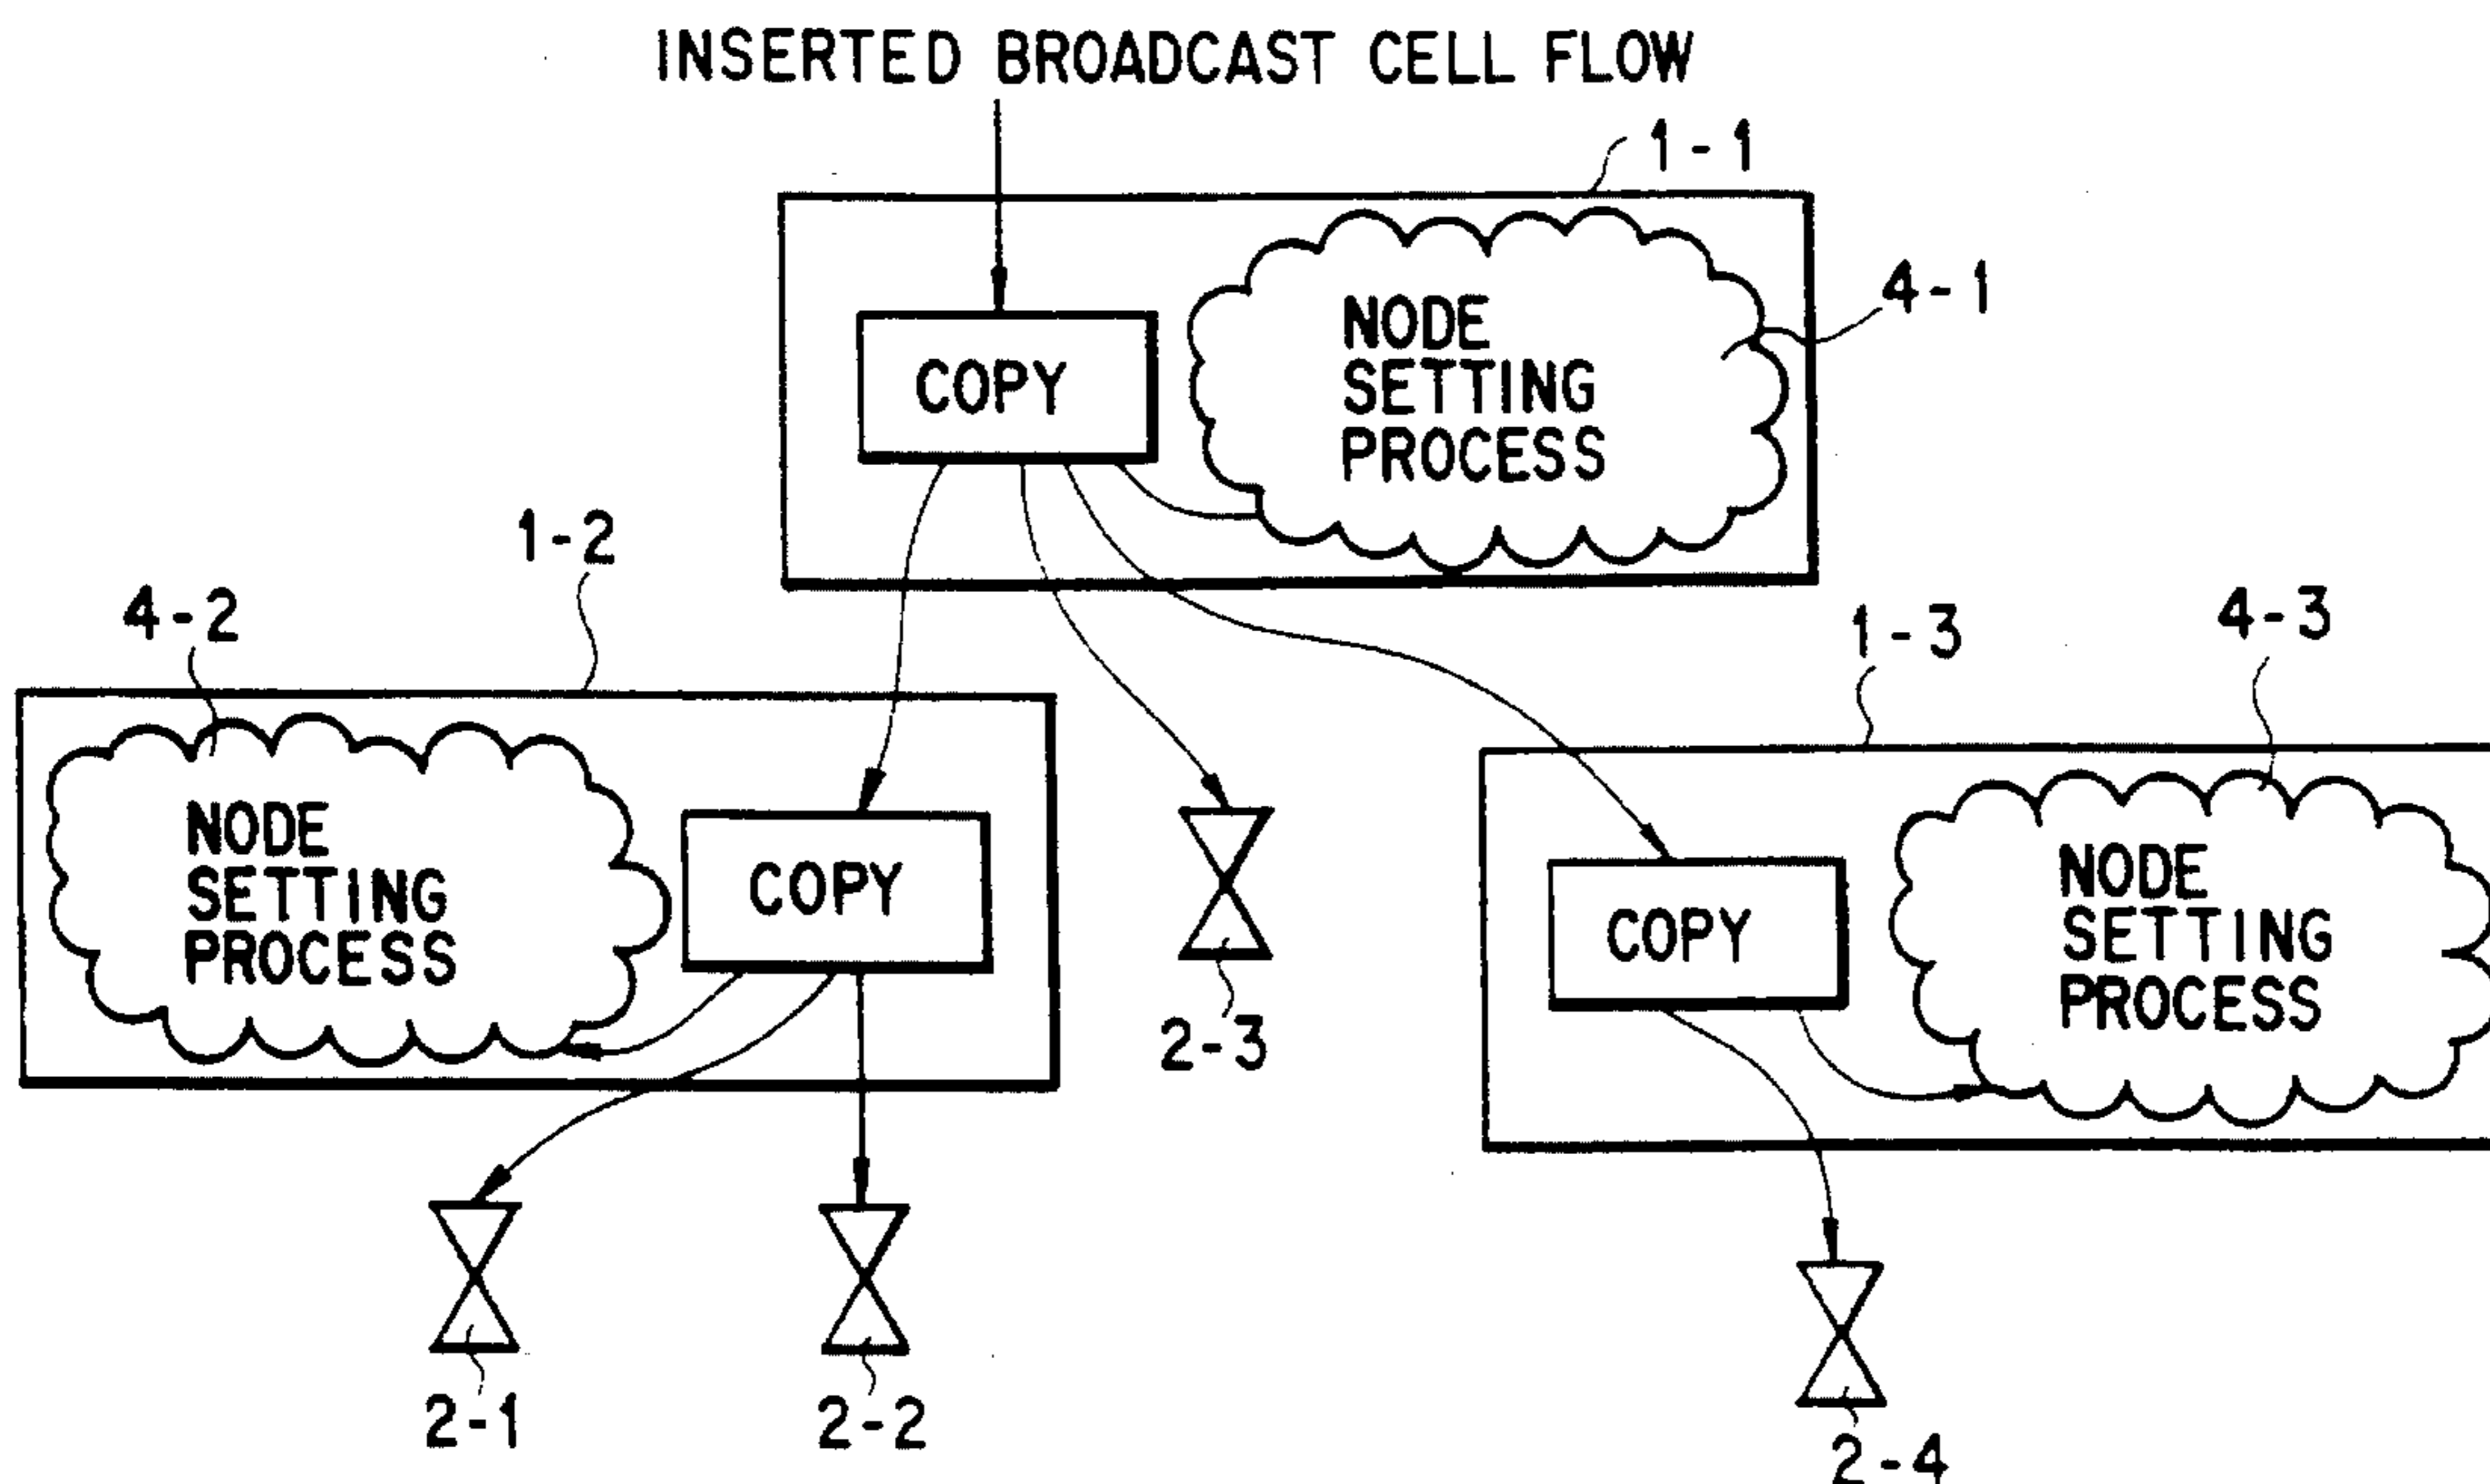 INSERTED BROADCAST CELL FLOW
1-1
4-1
COPY
NODE
SETTING
PROCESS
1-2
4-2
1-3
4-3
NODE
SETTING
PROCESS
COPY
2-3
COPY
NODE
SETTING
PROCESS
2-1
2-2
2-4